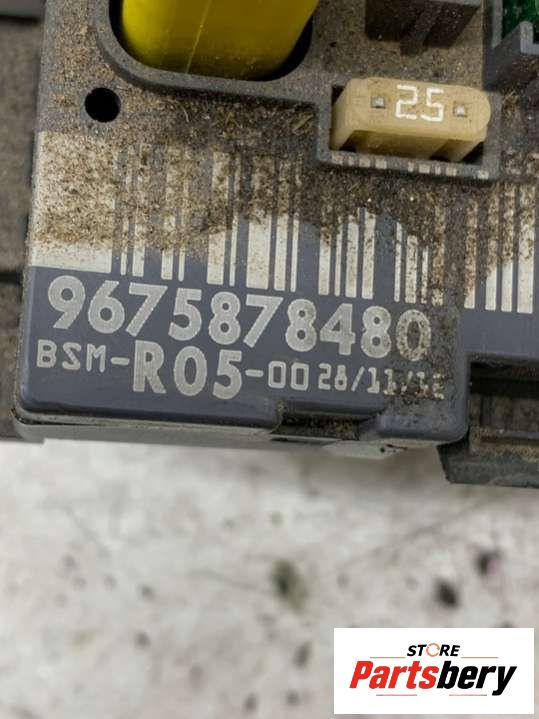 25
9675878480
BSM-R05-00 28/11/12
STORE
Partsbery